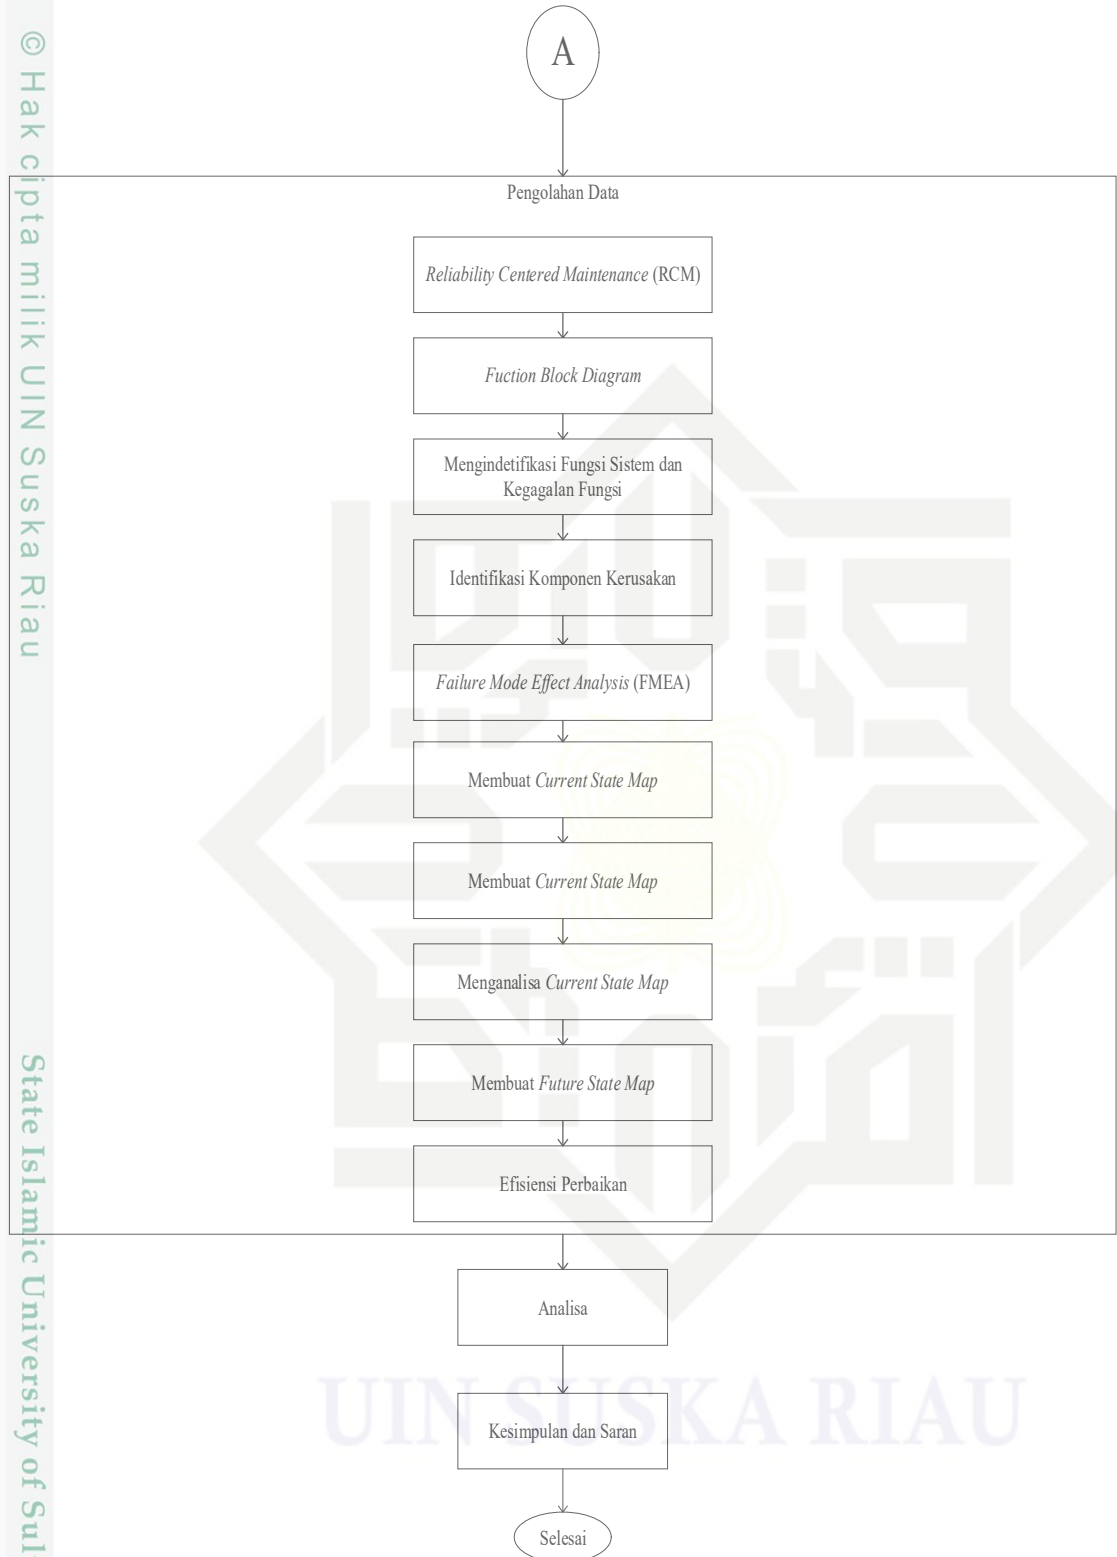 © Hak cipta milik UIN Suska Riau
State Islamic University of Sul
A
Pengolahan Data
Reliability Centered Maintenance (RCM)
Fuction Block Diagram
Mengindetifikasi Fungsi Sistem dan
Kegagalan Fungsi
Identifikasi Komponen Kerusakan
Failure Mode Effect Analysis (FMEA)
Membuat Current State Map
Membuat Current State Map
Menganalisa Current State Map
Membuat Future State Map
Efisiensi Perbaikan
Analisa
Kesimpulan dan Saran
Selesai
UIN SUSKA RIAU